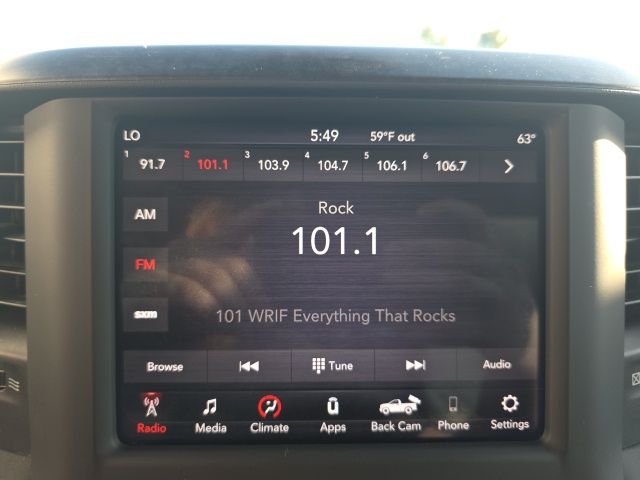 LO 5:49 59°F out 63°
1 91.7 2 101.1 3 103.9 4 104.7 5 106.1 6 106.7
AM
Rock
101.1
FM
sxm
101 WRIF Everything That Rocks
Browse Tune Audio
Radio Media Climate Apps Back Cam Phone Settings